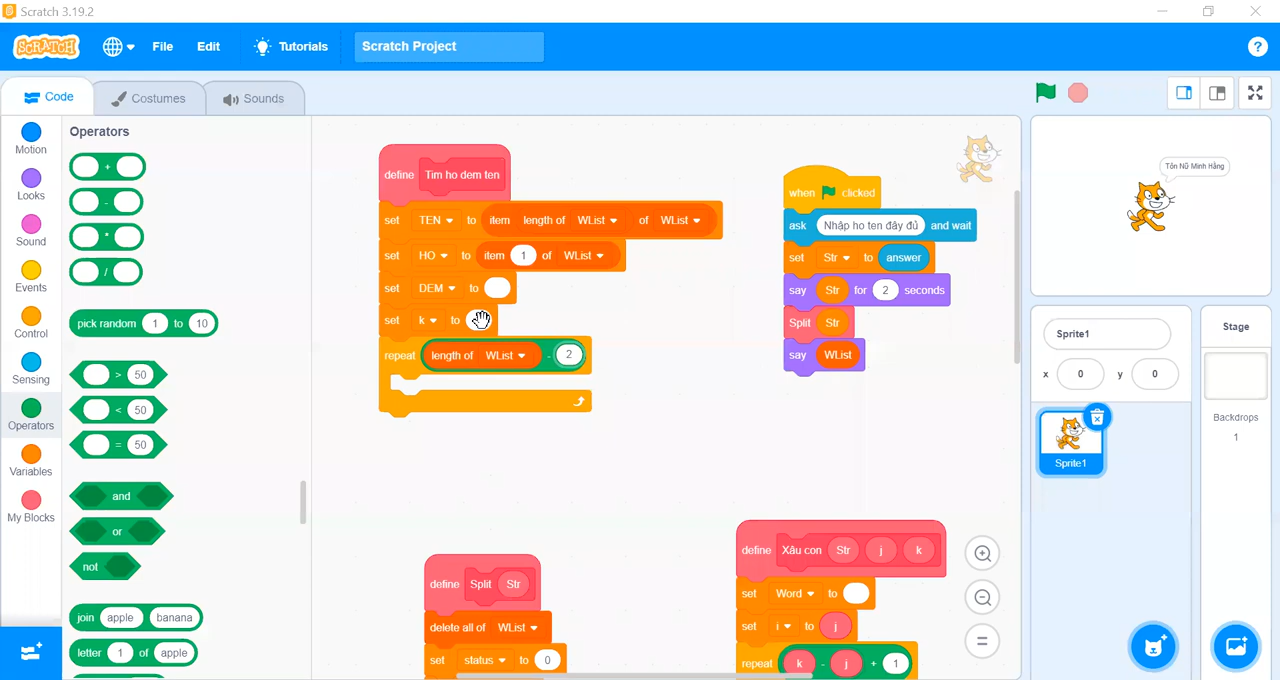 Scratch 3.19.2
SCRATCH File Edit Tutorials Scratch Project ?
Code Costumes Sounds
Motion
Looks
Sound
Events
Control
Sensing
Operators
Variables
My Blocks
Operators
+
-
*
/
pick random 1 to 10
> 50
< 50
= 50
and
or
not
join apple banana
letter 1 of apple
define Tim ho dem ten
set TEN to item length of WList of WList
set HO to item 1 of WList
set DEM to
set k to
repeat length of WList - 2
when clicked
ask Nhập ho ten đây đủ and wait
set Str to answer
say Str for 2 seconds
Split Str
say WList
define Split Str
delete all of WList
set status to 0
define Xâu con Str j k
set Word to
set i to j
repeat k - j + 1
=
Tôn Nữ Minh Hằng
Sprite1
x 0 y 0
Sprite1
Stage
Backdrops
1